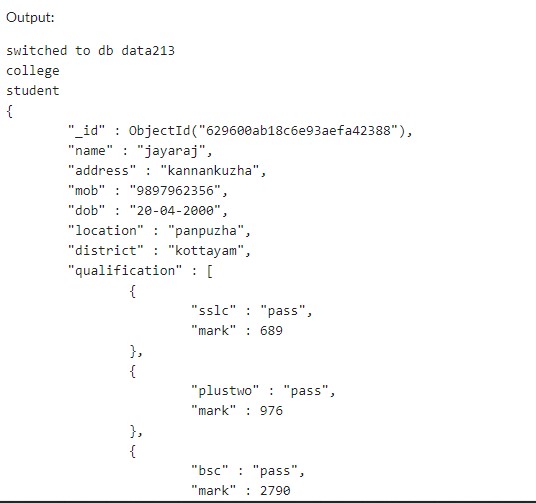 Output:
switched to db data213
college
student
{
"_id" : ObjectId("629600ab18c6e93aefa42388"),
"name" : "jayaraj",
"address" : "kannankuzha",
"mob" : "9897962356",
"dob" : "20-04-2000",
"location" : "panpuzha",
"district" : "kottayam",
"qualification" : [
{
"sslc" : "pass",
"mark" : 689
},
{
"plustwo" : "pass",
"mark" : 976
},
{
"bsc" : "pass",
"mark" : 2790